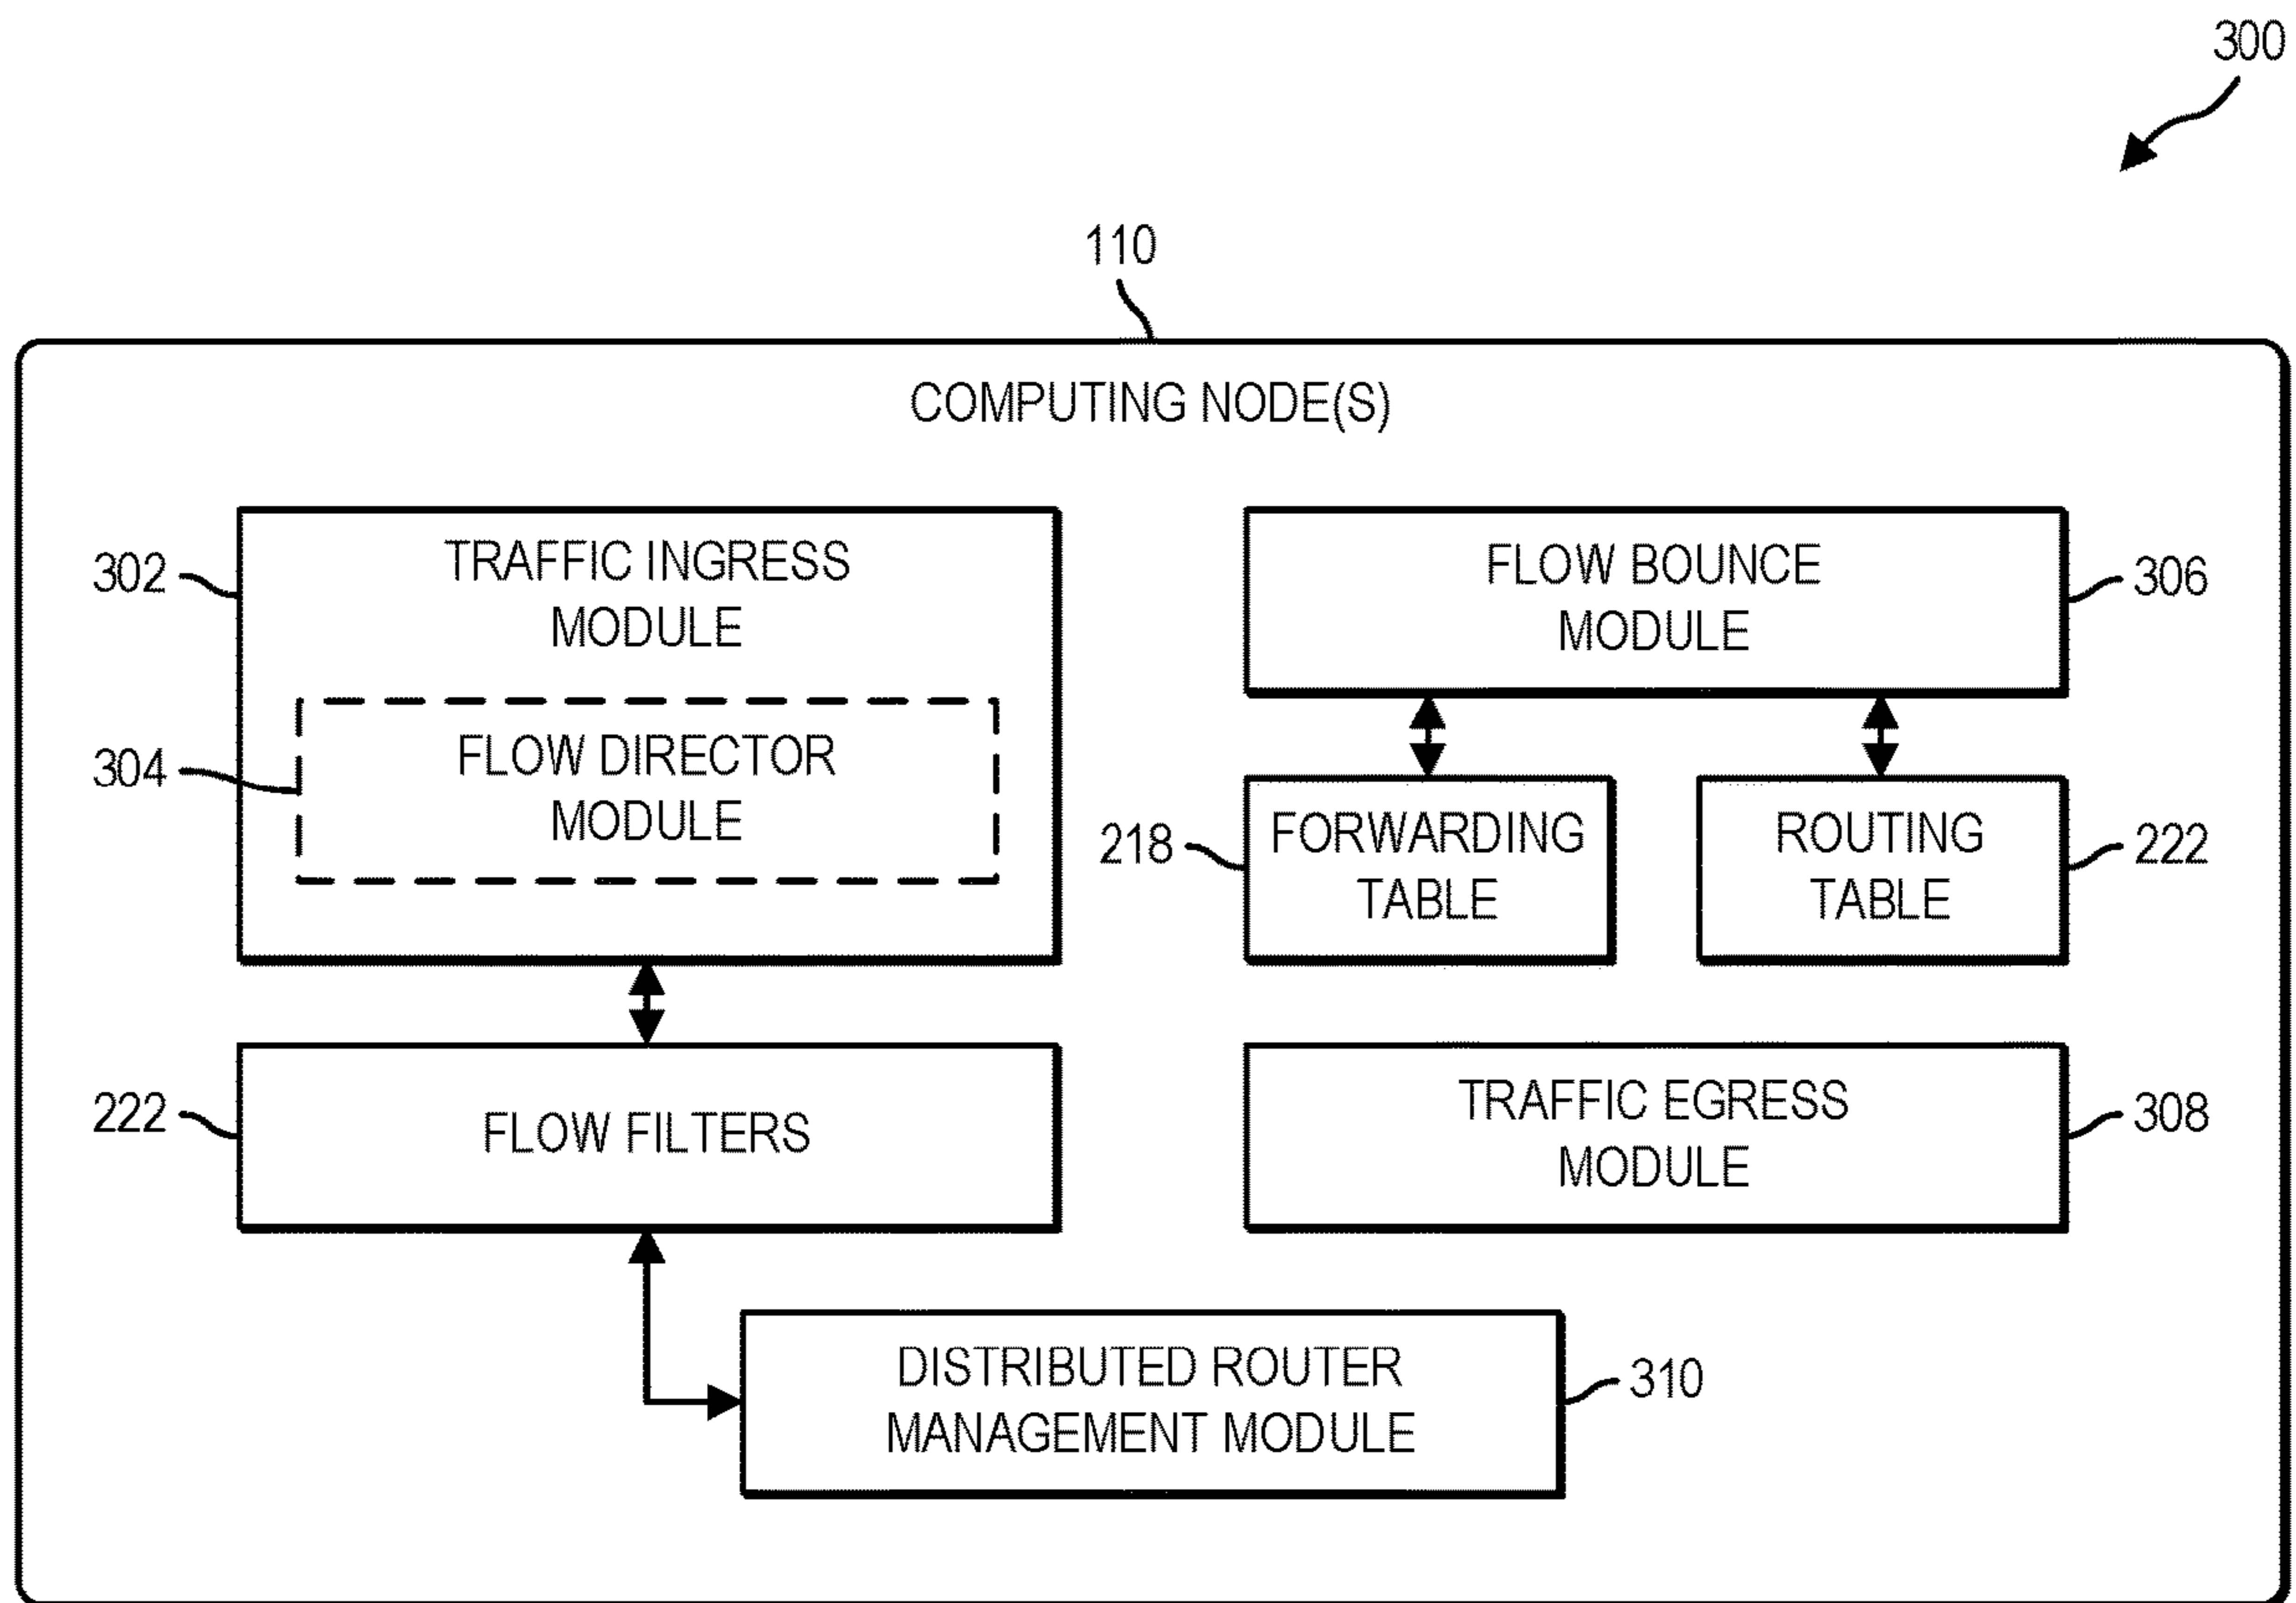 300
110
COMPUTING NODE(S)
302
TRAFFIC INGRESS
MODULE
304
FLOW DIRECTOR
MODULE
FLOW BOUNCE
MODULE
306
218
FORWARDING
TABLE
ROUTING
TABLE
222
222
FLOW FILTERS
TRAFFIC EGRESS
MODULE
308
DISTRIBUTED ROUTER
MANAGEMENT MODULE
310